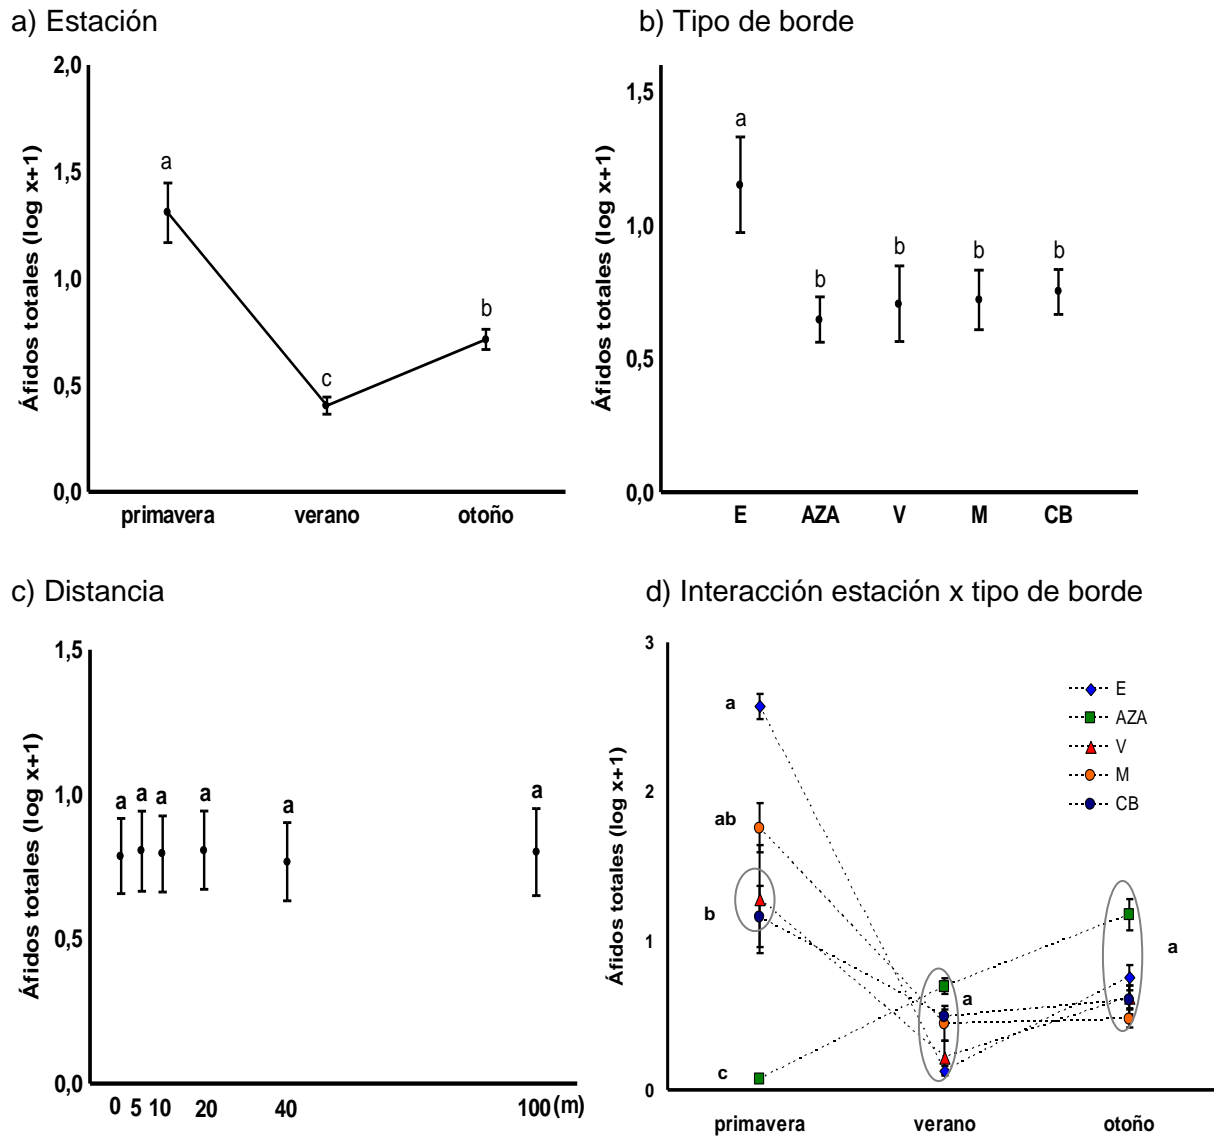 a) Estación
Áfidos totales (log x+1)
2,0
1,5
1,0
0,5
0,0
a
c
b
primavera verano otoño
b) Tipo de borde
Áfidos totales (log x+1)
1,5
1,0
0,5
0,0
a
b
b
b
b
E AZA V M CB
c) Distancia
Áfidos totales (log x+1)
1,5
1,0
0,5
0,0
a a a a a a
0 5 10 20 40 100 (m)
d) Interacción estación x tipo de borde
Áfidos totales (log x+1)
3
2
1
0
E
AZA
V
M
CB
a
ab
b
c
a
a
primavera verano otoño